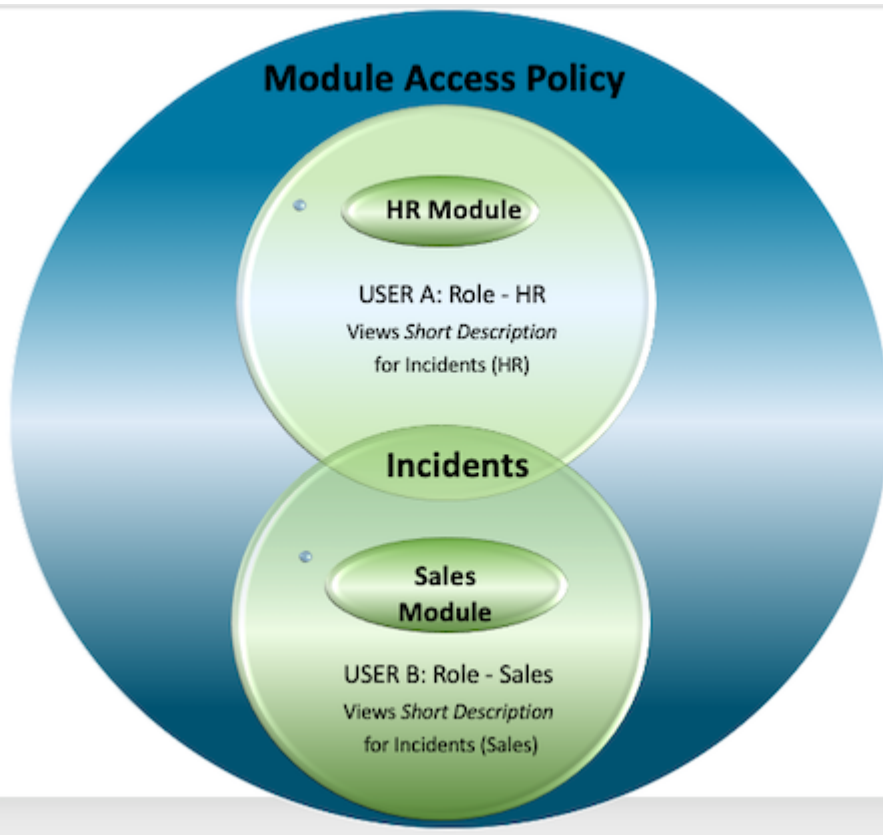 Module Access Policy
HR Module
USER A: Role - HR
Views Short Description
for Incidents (HR)
Incidents
Sales
Module
USER B: Role - Sales
Views Short Description
for Incidents (Sales)